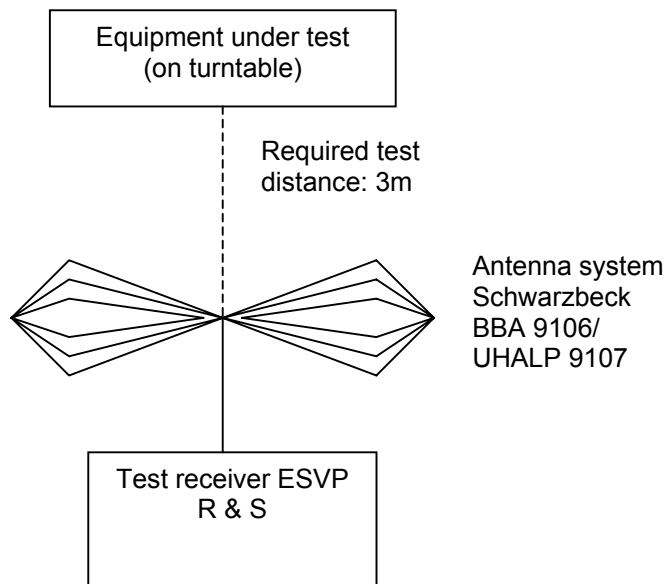 Equipment under test
(on turntable)
Required test
distance: 3m
Antenna system
Schwarzbeck
BBA 9106/
UHALP 9107
Test receiver ESVP
R & S